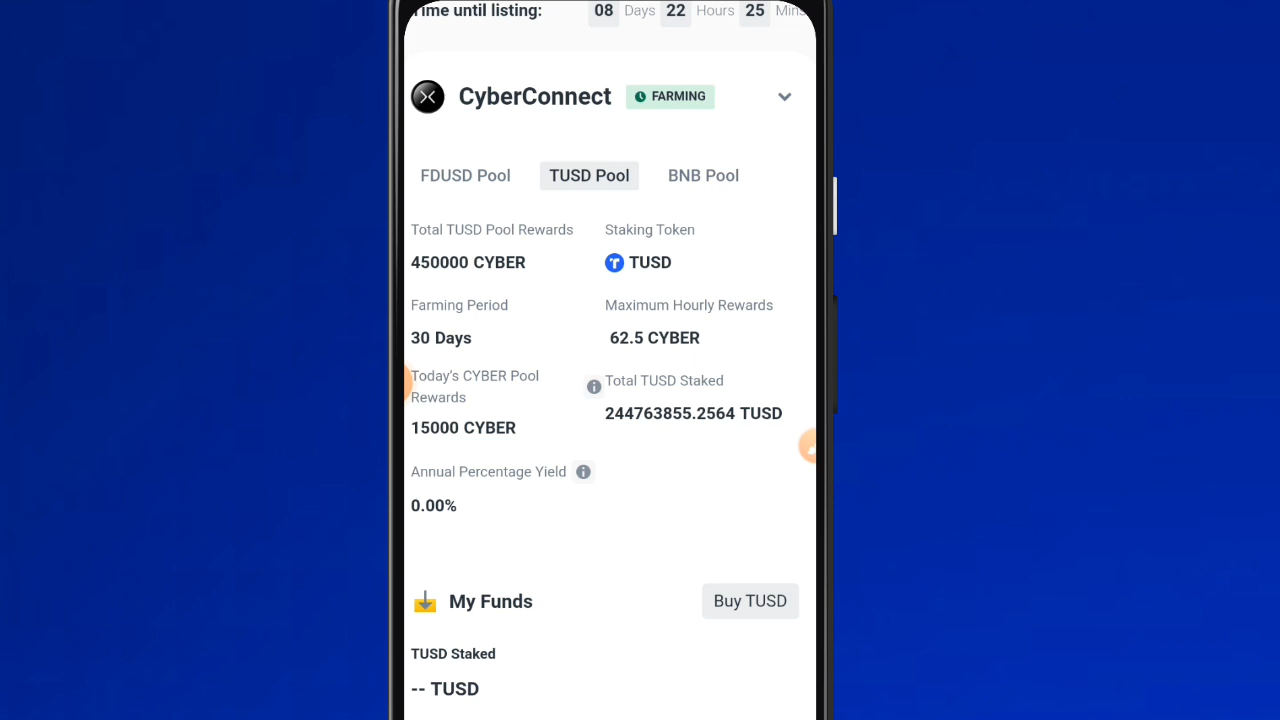 Time until listing: 08 Days 22 Hours 25 Mins
CyberConnect FARMING
FDUSD Pool TUSD Pool BNB Pool
Total TUSD Pool Rewards Staking Token
450000 CYBER TUSD
Farming Period Maximum Hourly Rewards
30 Days 62.5 CYBER
Today's CYBER Pool Rewards Total TUSD Staked
15000 CYBER 244763855.2564 TUSD
Annual Percentage Yield
0.00%
My Funds Buy TUSD
TUSD Staked
-- TUSD